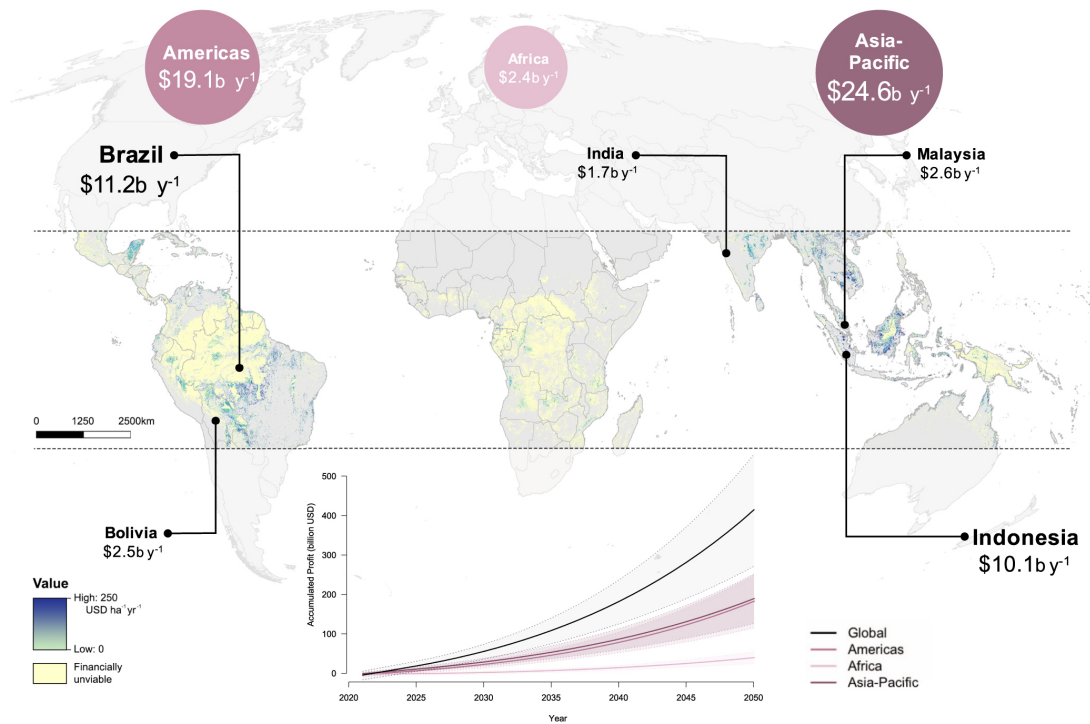 Americas
$19.1b y⁻¹
Africa
$2.4b y⁻¹
Asia-
Pacific
$24.6b y⁻¹
Brazil
$11.2b y⁻¹
India
$1.7b y⁻¹
Malaysia
$2.6b y⁻¹
0 1250 2500km
Bolivia
$2.5b y⁻¹
Indonesia
$10.1b y⁻¹
Value
High: 250
USD ha⁻¹yr⁻¹
Low: 0
Financially
unviable
Accumulated Profit (billion USD)
500
400
300
200
100
0
2020 2025 2030 2035 2040 2045 2050
Year
Global
Americas
Africa
Asia-Pacific